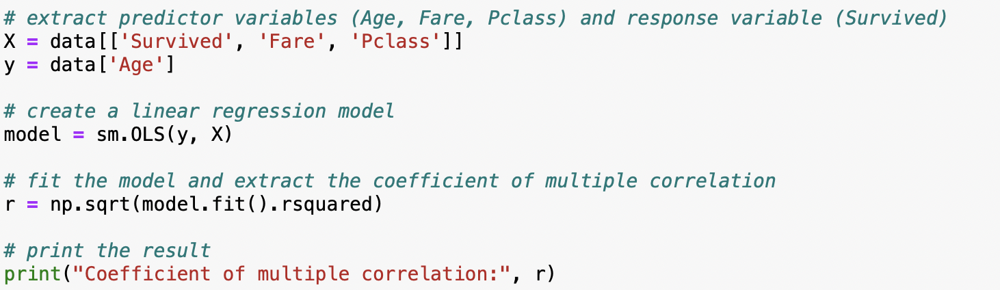 # extract predictor variables (Age, Fare, Pclass) and response variable (Survived)
X = data[['Survived', 'Fare', 'Pclass']]
y = data['Age']
# create a linear regression model
model = sm.OLS(y, X)
# fit the model and extract the coefficient of multiple correlation
r = np.sqrt(model.fit().rsquared)
# print the result
print("Coefficient of multiple correlation:", r)